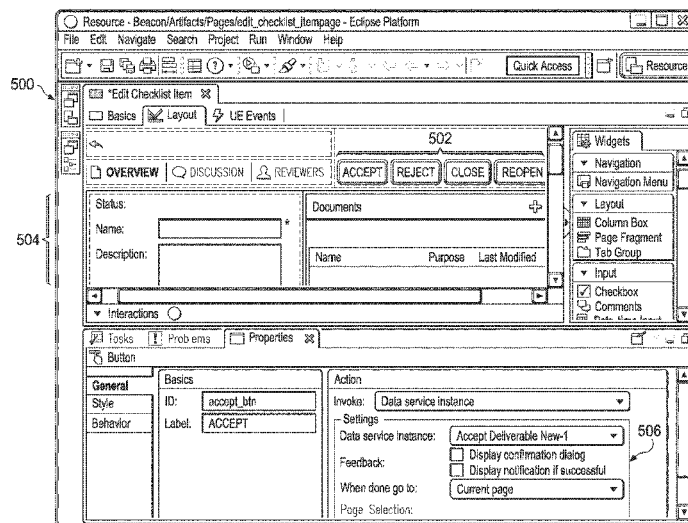 Resource - Beacon/Artifacts/Pages/edit_checklist_itempage - Eclipse Platform
File Edit Navigate Search Project Run Window Help
Quick Access
Resource
500
*Edit Checklist Item
Basics Layout UE Events
502
Widgets
OVERVIEW DISCUSSION REVIEWERS ACCEPT REJECT CLOSE REOPEN
Navigation
Navigation Menu
504
Status:
Name: *
Description:
Documents
Name Purpose Last Modified
Layout
Column Box
Page Fragment
Tab Group
Input
Checkbox
Comments
Interactions
Tasks Problems Properties
Button
General
Style
Behavior
Basics
ID: accept_btn
Label: ACCEPT
Action
Invoke: Data service instance
Settings
Data service Instance: Accept Deliverable New-1
506
Feedback: Display confirmation dialog
Display notification if successful
When done go to: Current page
Page Selection: